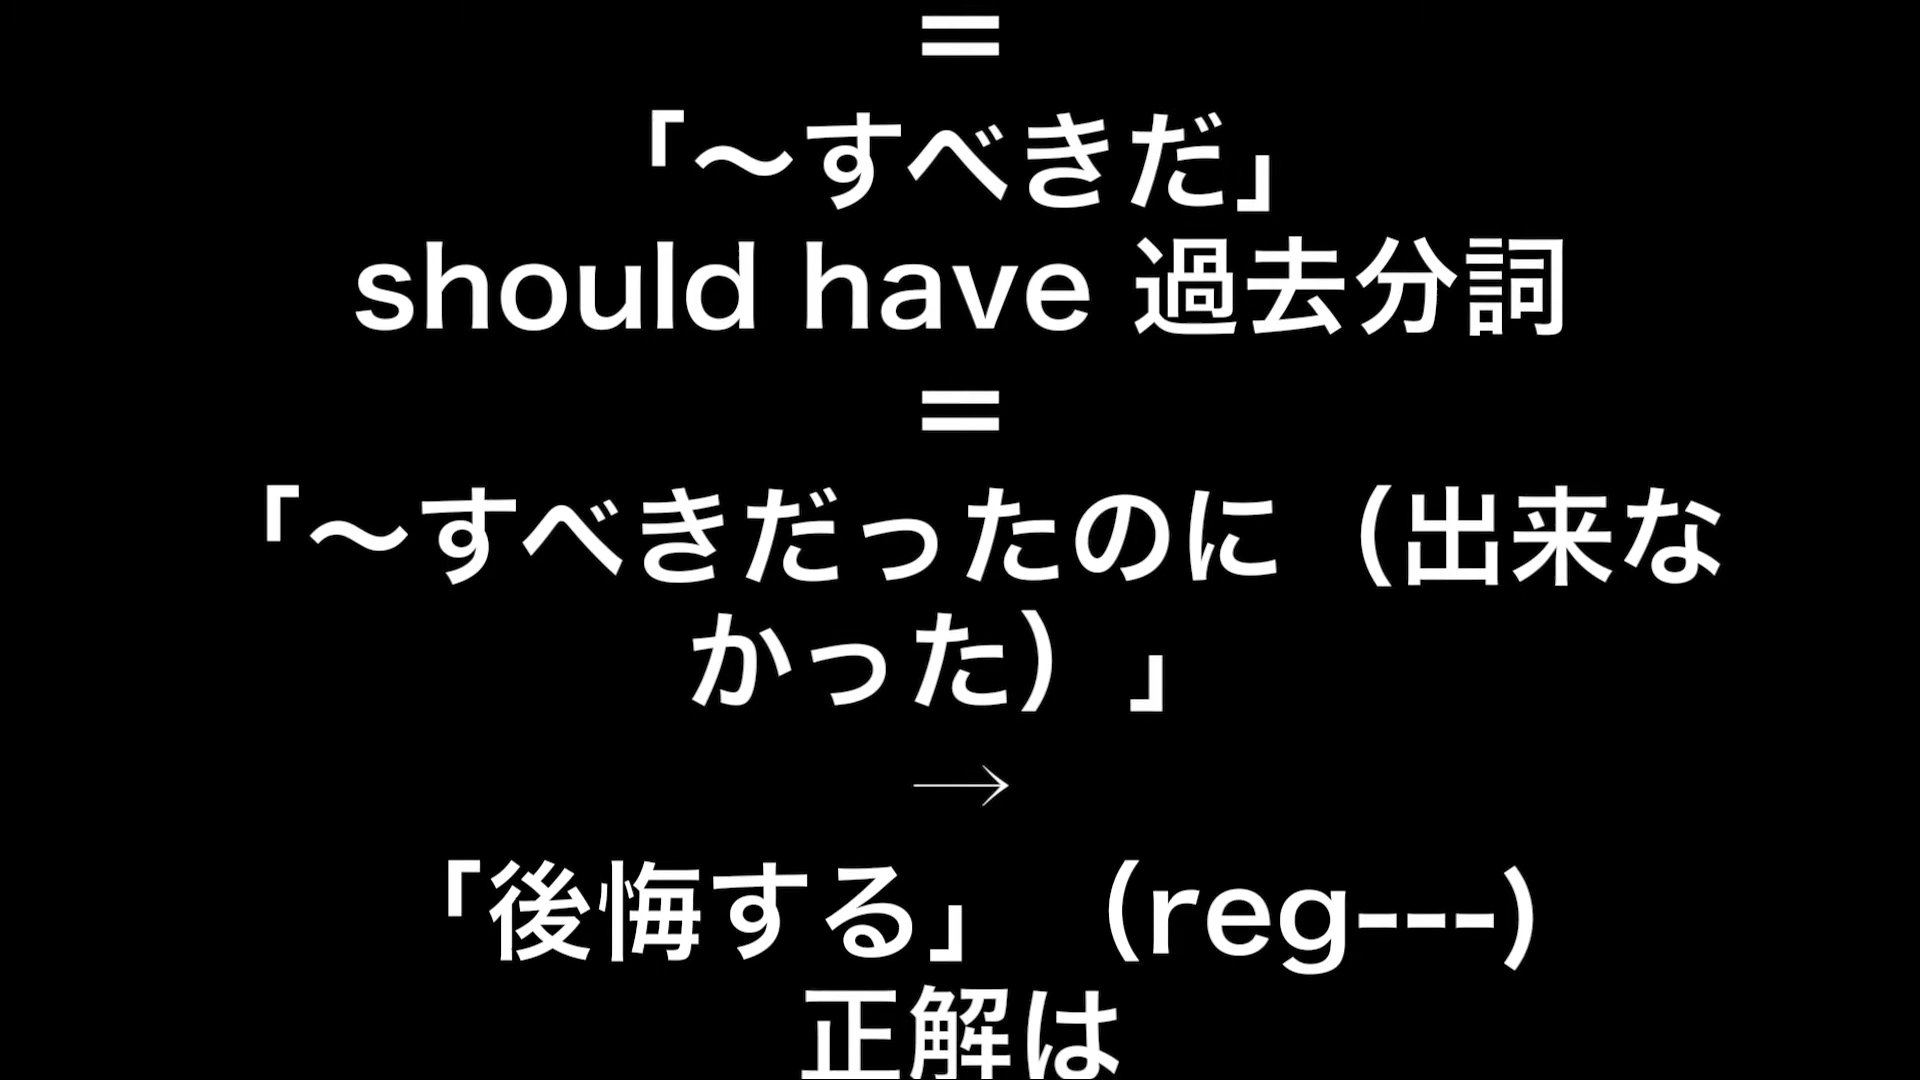 =
「〜すべきだ」
should have 過去分詞
=
「〜すべきだったのに（出来な
かった）」
→
「後悔する」（reg---)
正解は